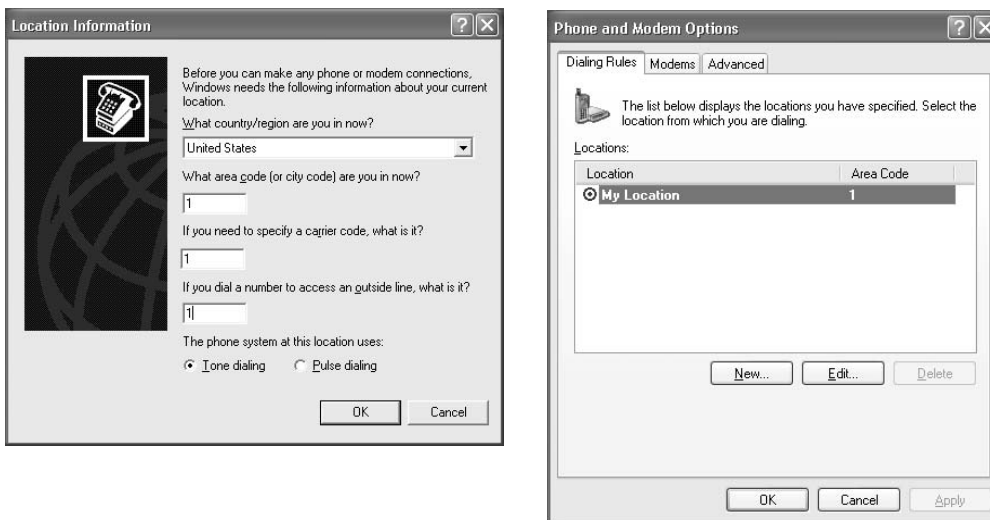 Location Information
Before you can make any phone or modem connections,
Windows needs the following information about your current
location.
What country/region are you in now?
United States
What area code (or city code) are you in now?
1
If you need to specify a carrier code, what is it?
1
If you dial a number to access an outside line, what is it?
1
The phone system at this location uses:
Tone dialing Pulse dialing
OK Cancel
Phone and Modem Options
Dialing Rules Modems Advanced
The list below displays the locations you have specified. Select the
location from which you are dialing.
Locations:
Location Area Code
My Location 1
New... Edit... Delete
OK Cancel Apply